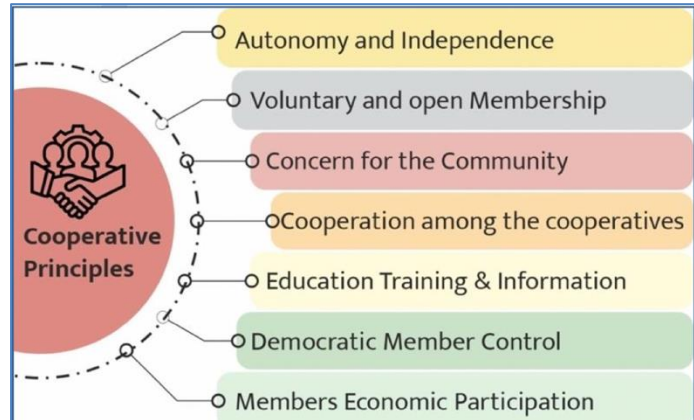 Autonomy and Independence
Voluntary and open Membership
Concern for the Community
Cooperation among the cooperatives
Education Training & Information
Democratic Member Control
Members Economic Participation
Cooperative
Principles